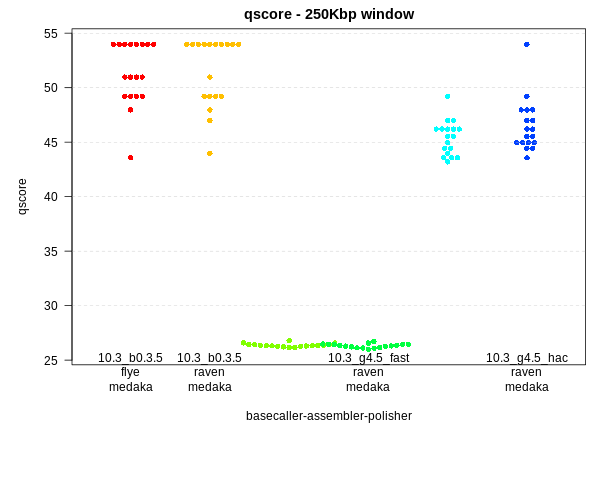 qscore - 250Kbp window
55
50
45
40
35
30
25
qscore
10.3_b0.3.5 10.3_b0.3.5 10.3_g4.5_fast 10.3_g4.5_hac
flye raven raven raven
medaka medaka medaka medaka
basecaller-assembler-polisher